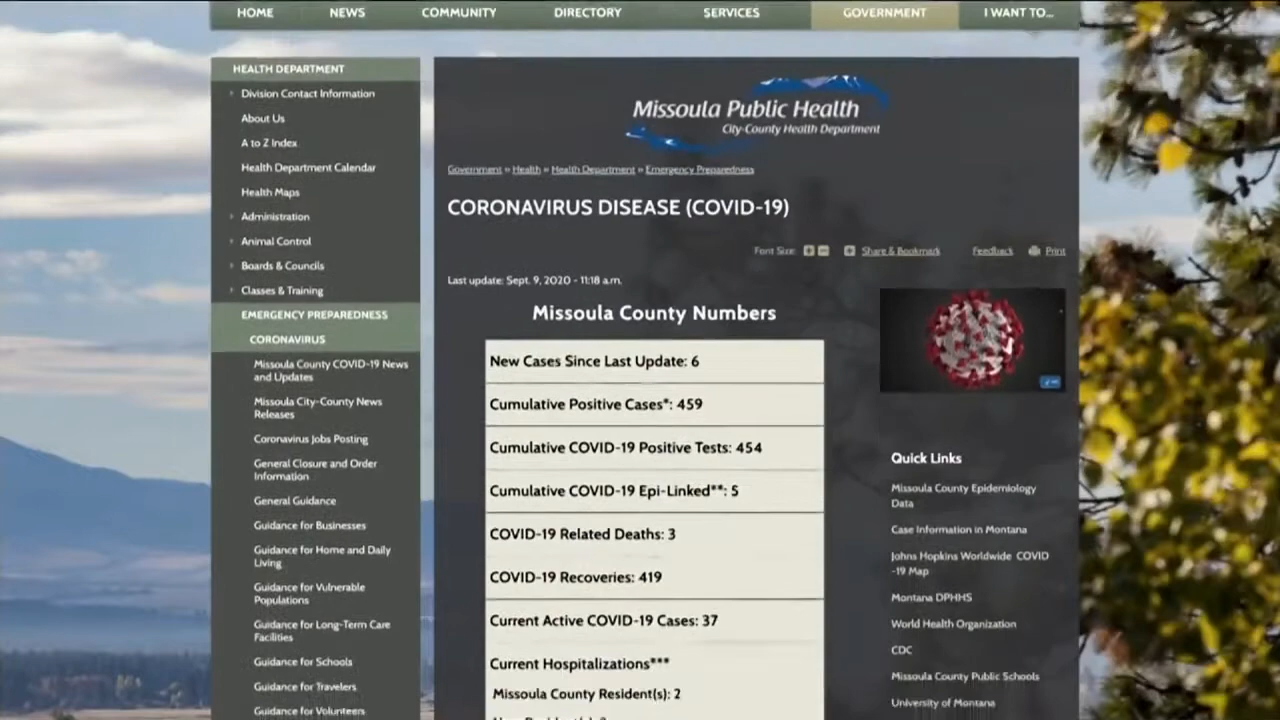 HOME NEWS COMMUNITY DIRECTORY SERVICES GOVERNMENT I WANT TO...
HEALTH DEPARTMENT
Division Contact Information
About Us
A to Z Index
Health Department Calendar
Health Maps
Administration
Animal Control
Boards & Councils
Classes & Training
EMERGENCY PREPAREDNESS
CORONAVIRUS
Missoula County COVID-19 News
and Updates
Missoula City-County News
Releases
Coronavirus Jobs Posting
General Closure and Order
Information
General Guidance
Guidance for Businesses
Guidance for Home and Daily
Living
Guidance for Vulnerable
Populations
Guidance for Long-Term Care
Facilities
Guidance for Schools
Guidance for Travelers
Guidance for Volunteers
Missoula Public Health
City-County Health Department
Government » Health » Health Department » Emergency Preparedness
CORONAVIRUS DISEASE (COVID-19)
Font Size: Share & Bookmark Feedback Print
Last update: Sept. 9, 2020 - 11:18 a.m.
Missoula County Numbers
New Cases Since Last Update: 6
Cumulative Positive Cases*: 459
Cumulative COVID-19 Positive Tests: 454
Cumulative COVID-19 Epi-Linked**: 5
COVID-19 Related Deaths: 3
COVID-19 Recoveries: 419
Current Active COVID-19 Cases: 37
Current Hospitalizations***
Missoula County Resident(s): 2
Quick Links
Missoula County Epidemiology
Data
Case Information in Montana
Johns Hopkins Worldwide COVID
-19 Map
Montana DPHHS
World Health Organization
CDC
Missoula County Public Schools
University of Montana